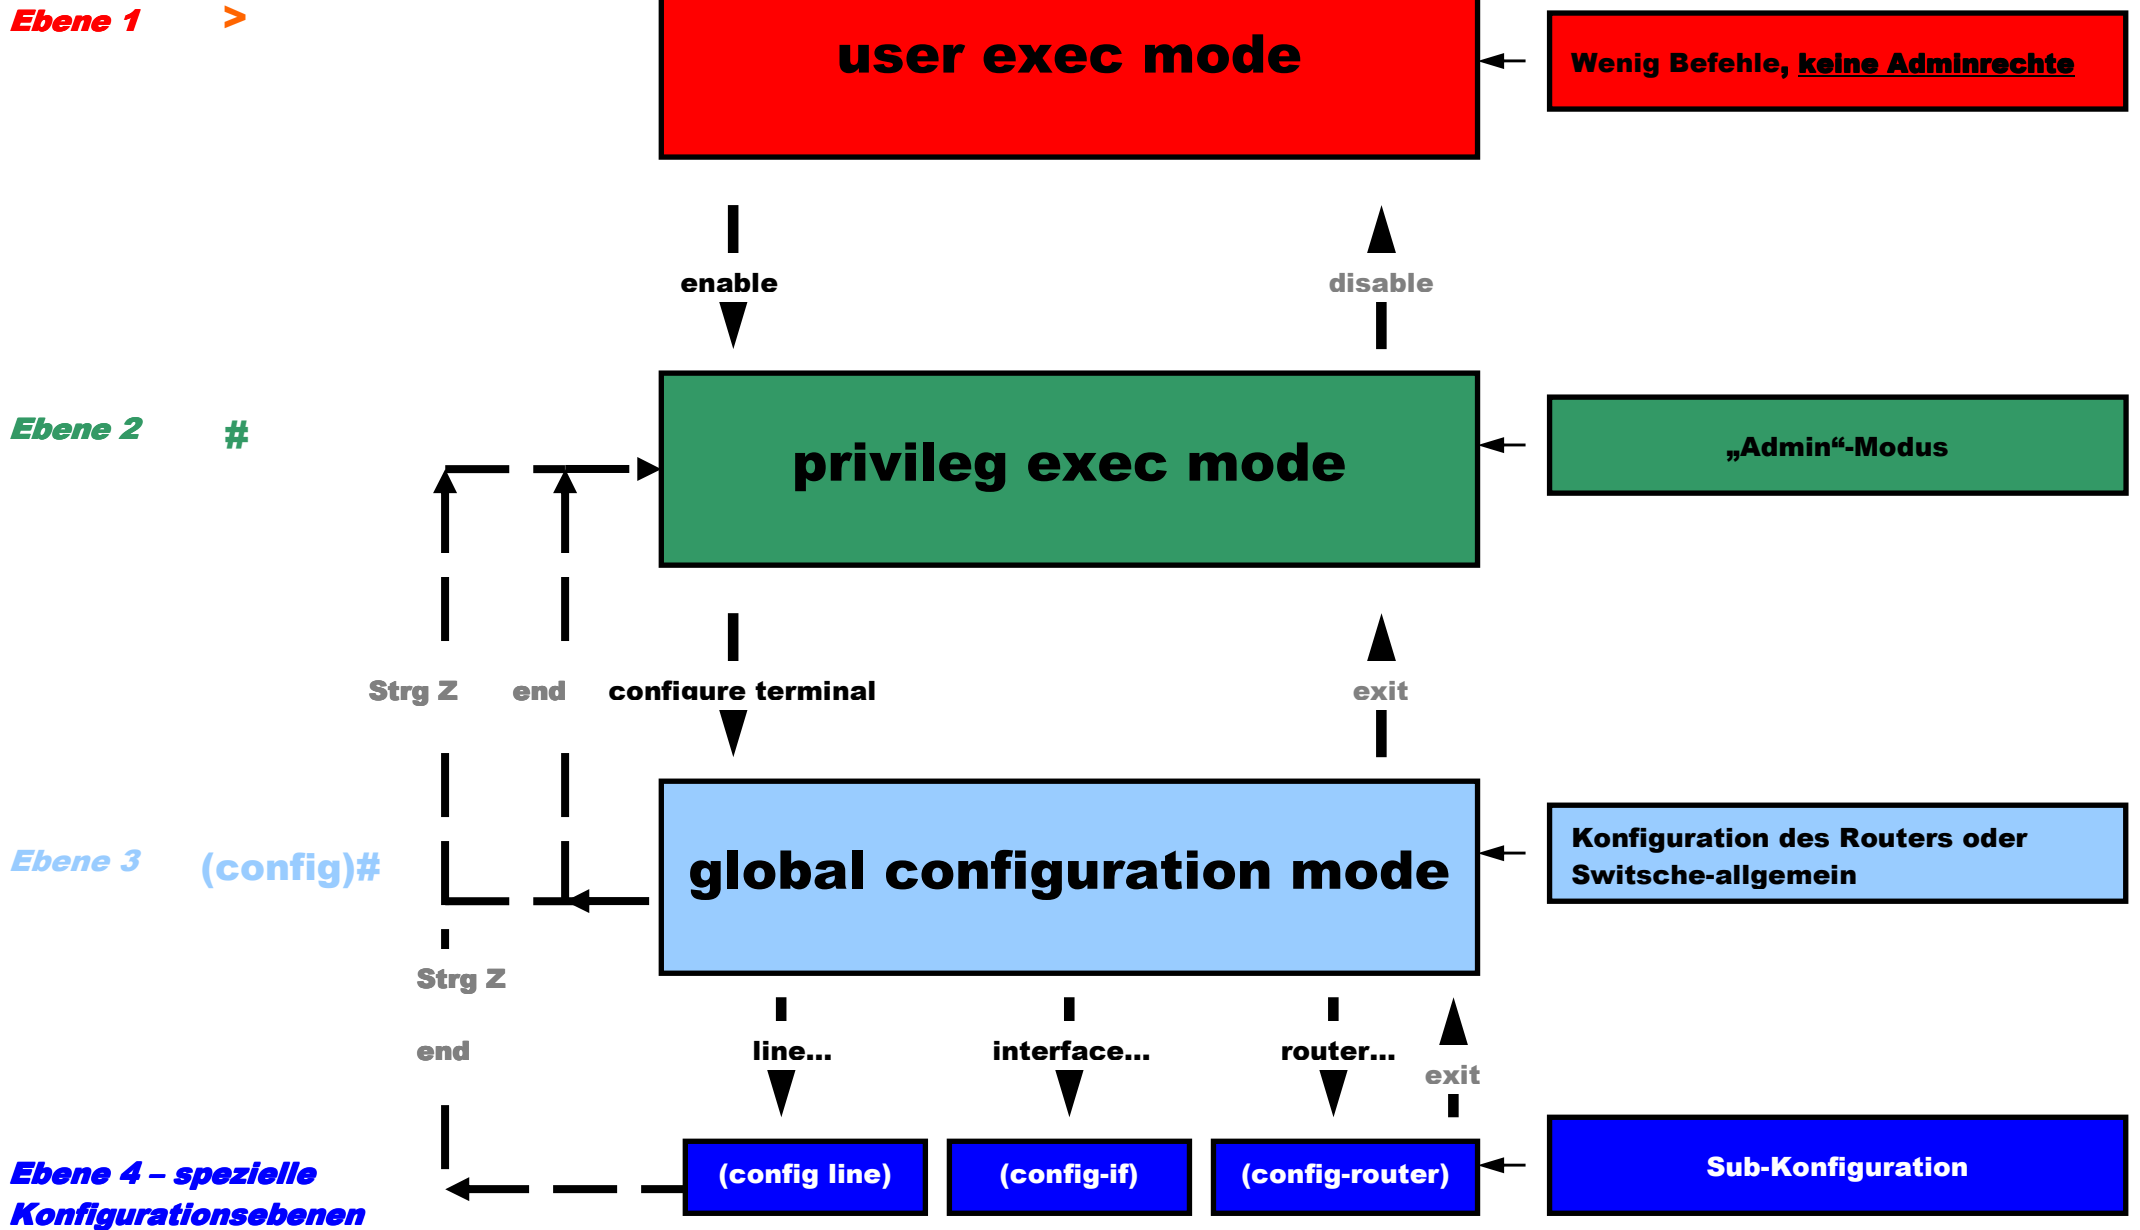 Ebene 1 >
user exec mode
Wenig Befehle, keine Adminrechte
enable
disable
Ebene 2 #
privileg exec mode
„Admin“-Modus
Strg Z
end
configure terminal
exit
Ebene 3 (config)#
global configuration mode
Konfiguration des Routers oder
Switsche-allgemein
Strg Z
end
line...
interface...
router...
exit
Ebene 4 – spezielle
Konfigurationsebenen
(config line)
(config-if)
(config-router)
Sub-Konfiguration